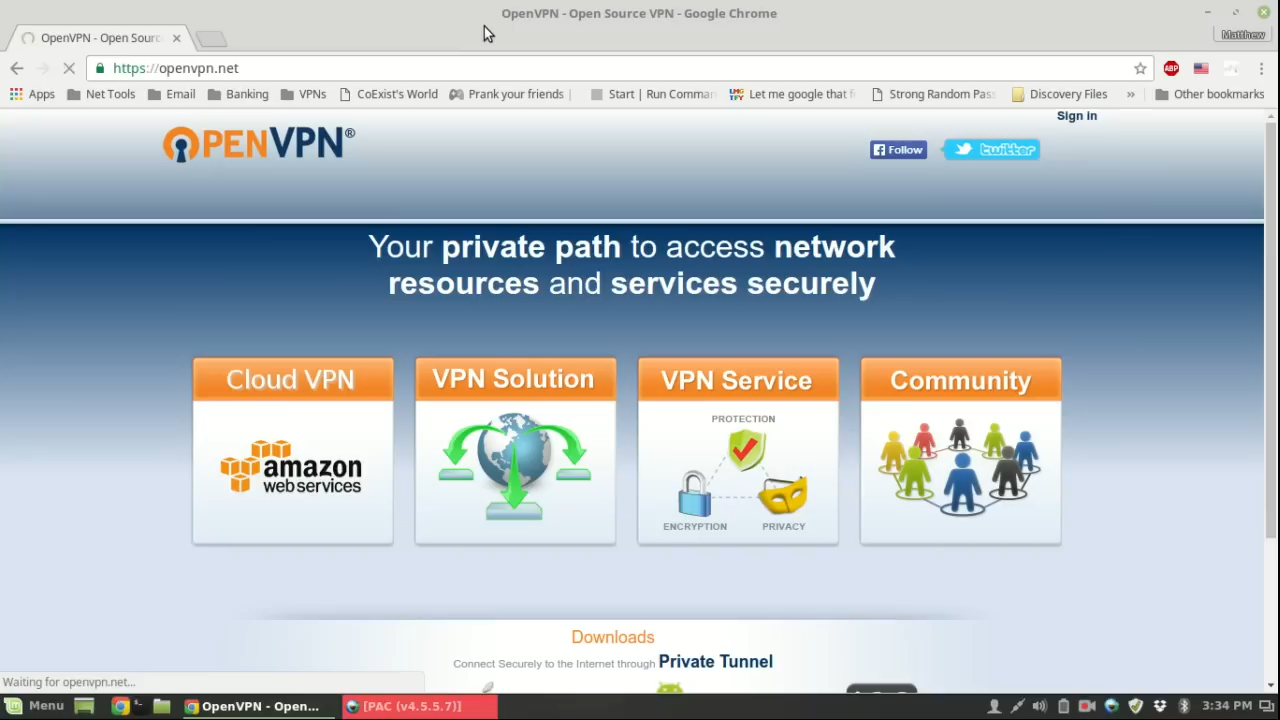 OpenVPN - Open Source VPN - Google Chrome
OpenVPN - Open Sourc
Matthew
https://openvpn.net
ABP
Apps
Net Tools
Email
Banking
VPNs
CoExist's World
Prank your friends
Start | Run Comma
LMG
TFY
Let me google that f
Strong Random Pas
Discovery Files
»
Other bookmarks
Sign in
OPENVPN®
Follow
twitter
Your private path to access network
resources and services securely
Cloud VPN
VPN Solution
VPN Service
Community
amazon
web services
PROTECTION
ENCRYPTION
PRIVACY
Downloads
Connect Securely to the Internet through Private Tunnel
Waiting for openvpn.net...
Menu
OpenVPN - Open...
[PAC (v4.5.5.7)]
3:34 PM